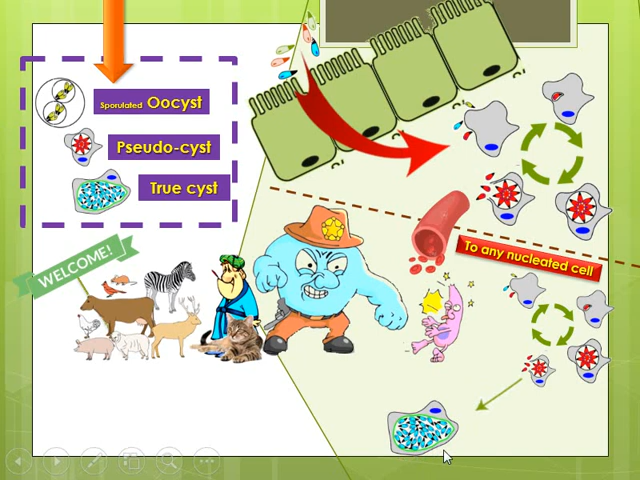 Sporulated Oocyst
Pseudo-cyst
True cyst
WELCOME!
To any nucleated cell